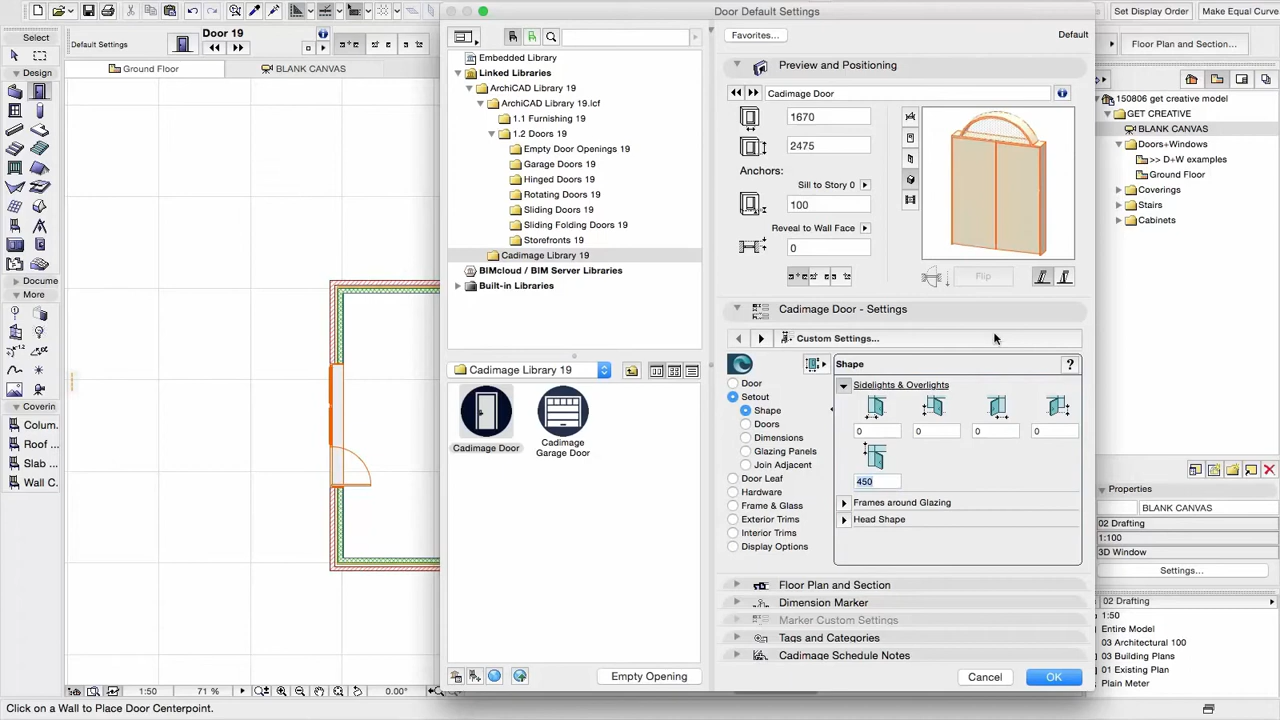 Door Default Settings
Set Display Order
Make Equal Curve
Select
Default Settings
Door 19
Favorites...
Default
Floor Plan and Section...
Design
Ground Floor
BLANK CANVAS
Embedded Library
Linked Libraries
ArchiCAD Library 19
ArchiCAD Library 19.lcf
1.1 Furnishing 19
1.2 Doors 19
Empty Door Openings 19
Garage Doors 19
Hinged Doors 19
Rotating Doors 19
Sliding Doors 19
Sliding Folding Doors 19
Storefronts 19
Cadimage Library 19
BIMcloud / BIM Server Libraries
Built-in Libraries
Preview and Positioning
Cadimage Door
1670
2475
Anchors:
Sill to Story 0
100
Reveal to Wall Face
0
Flip
150806 get creative model
GET CREATIVE
BLANK CANVAS
Doors+Windows
>> D+W examples
Ground Floor
Coverings
Stairs
Cabinets
Docume
More
Coverin
Colum.
Roof ...
Slab ...
Wall C.
Cadimage Library 19
Cadimage Door
Cadimage
Garage Door
Empty Opening
Cadimage Door - Settings
Custom Settings...
Door
Setout
Shape
Doors
Dimensions
Glazing Panels
Join Adjacent
Door Leaf
Hardware
Frame & Glass
Exterior Trims
Interior Trims
Display Options
Shape
?
Sidelights & Overlights
0
0
0
0
450
Frames around Glazing
Head Shape
Floor Plan and Section
Dimension Marker
Marker Custom Settings
Tags and Categories
Cadimage Schedule Notes
Cancel
OK
Properties
BLANK CANVAS
02 Drafting
1:100
3D Window
Settings...
02 Drafting
1:50
Entire Model
03 Architectural 100
03 Building Plans
01 Existing Plan
Plain Meter
1:50
71 %
0.00°
Click on a Wall to Place Door Centerpoint.